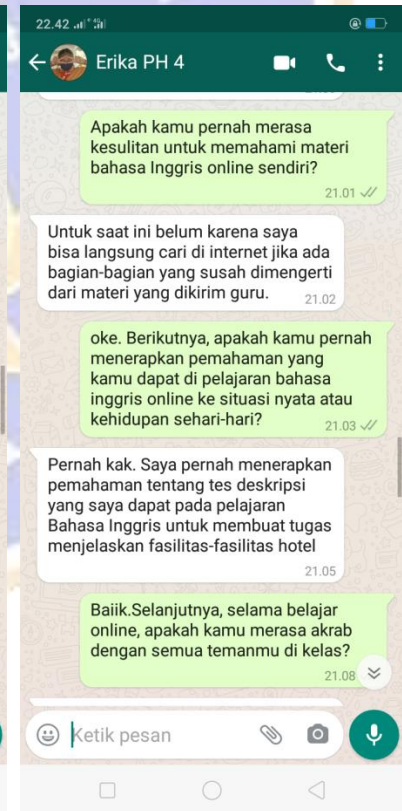 22.42
Erika PH 4
Apakah kamu pernah merasa
kesulitan untuk memahami materi
bahasa Inggris online sendiri?
21.01
Untuk saat ini belum karena saya
bisa langsung cari di internet jika ada
bagian-bagian yang susah dimengerti
dari materi yang dikirim guru.
21.02
oke. Berikutnya, apakah kamu pernah
menerapkan pemahaman yang
kamu dapat di pelajaran bahasa
inggris online ke situasi nyata atau
kehidupan sehari-hari?
21.03
Pernah kak. Saya pernah menerapkan
pemahaman tentang tes deskripsi
yang saya dapat pada pelajaran
Bahasa Inggris untuk membuat tugas
menjelaskan fasilitas-fasilitas hotel
21.05
Baiik.Selanjutnya, selama belajar
online, apakah kamu merasa akrab
dengan semua temanmu di kelas?
21.08
Ketik pesan